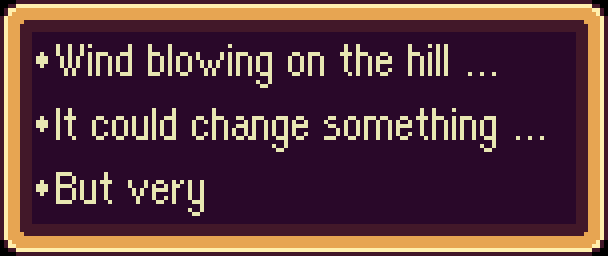 •Wind blowing on the hill ...
•It could change something ...
•But very